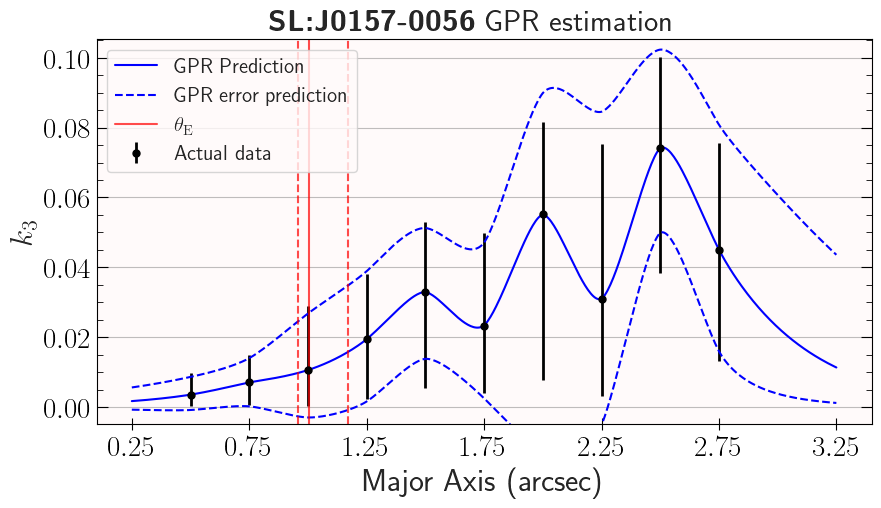 SL:J0157-0056 GPR estimation
GPR Prediction
GPR error prediction
θE
Actual data
k3
0.10
0.08
0.06
0.04
0.02
0.00
0.25 0.75 1.25 1.75 2.25 2.75 3.25
Major Axis (arcsec)